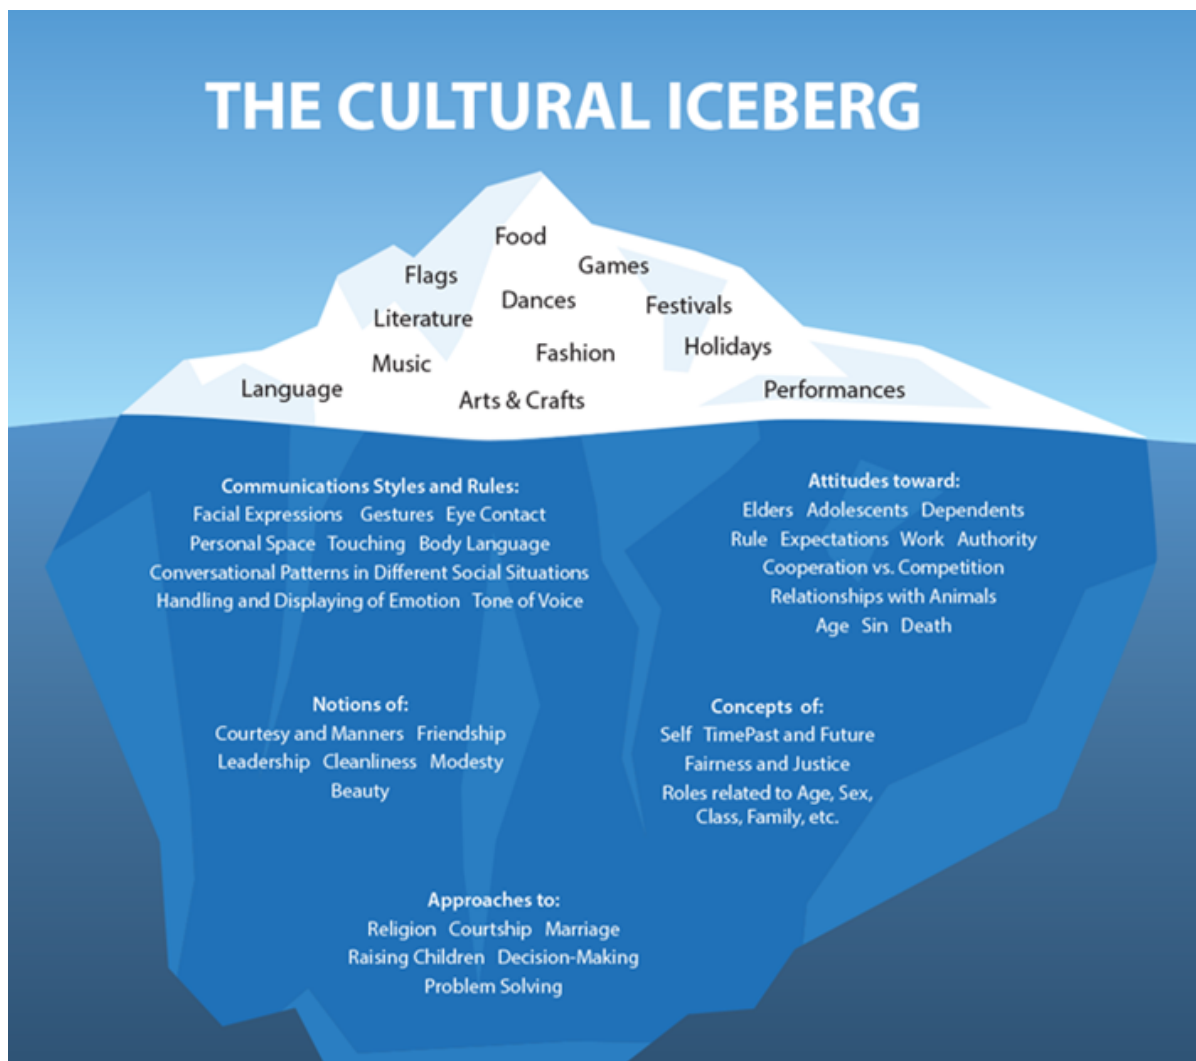 THE CULTURAL ICEBERG
Food
Games
Flags
Dances
Festivals
Literature
Holidays
Fashion
Music
Language
Performances
Arts & Crafts
Communications Styles and Rules:
Facial Expressions Gestures Eye Contact
Personal Space Touching Body Language
Conversational Patterns in Different Social Situations
Handling and Displaying of Emotion Tone of Voice
Attitudes toward:
Elders Adolescents Dependents
Rule Expectations Work Authority
Cooperation vs. Competition
Relationships with Animals
Age Sin Death
Notions of:
Courtesy and Manners Friendship
Leadership Cleanliness Modesty
Beauty
Concepts of:
Self TimePast and Future
Fairness and Justice
Roles related to Age, Sex,
Class, Family, etc.
Approaches to:
Religion Courtship Marriage
Raising Children Decision-Making
Problem Solving